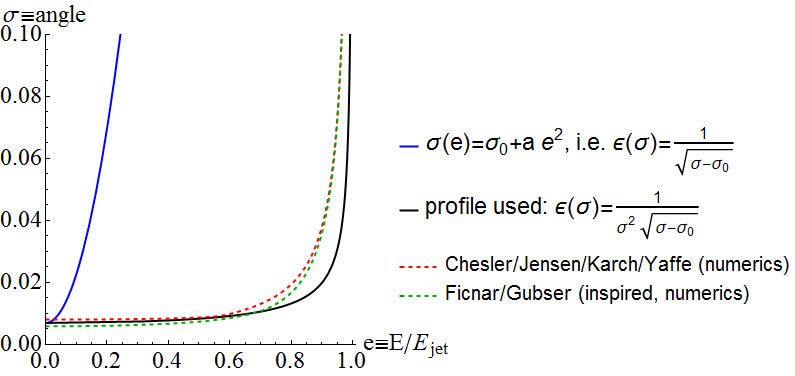 σ≡angle
0.10
0.08
0.06
0.04
0.02
0.00
0.0 0.2 0.4 0.6 0.8 1.0
e≡E/E_jet
σ(e)=σ₀+a e², i.e. ϵ(σ)=1/√(σ-σ₀)
profile used: ϵ(σ)=1/(σ² √(σ-σ₀))
Chesler/Jensen/Karch/Yaffe (numerics)
Ficnar/Gubser (inspired, numerics)